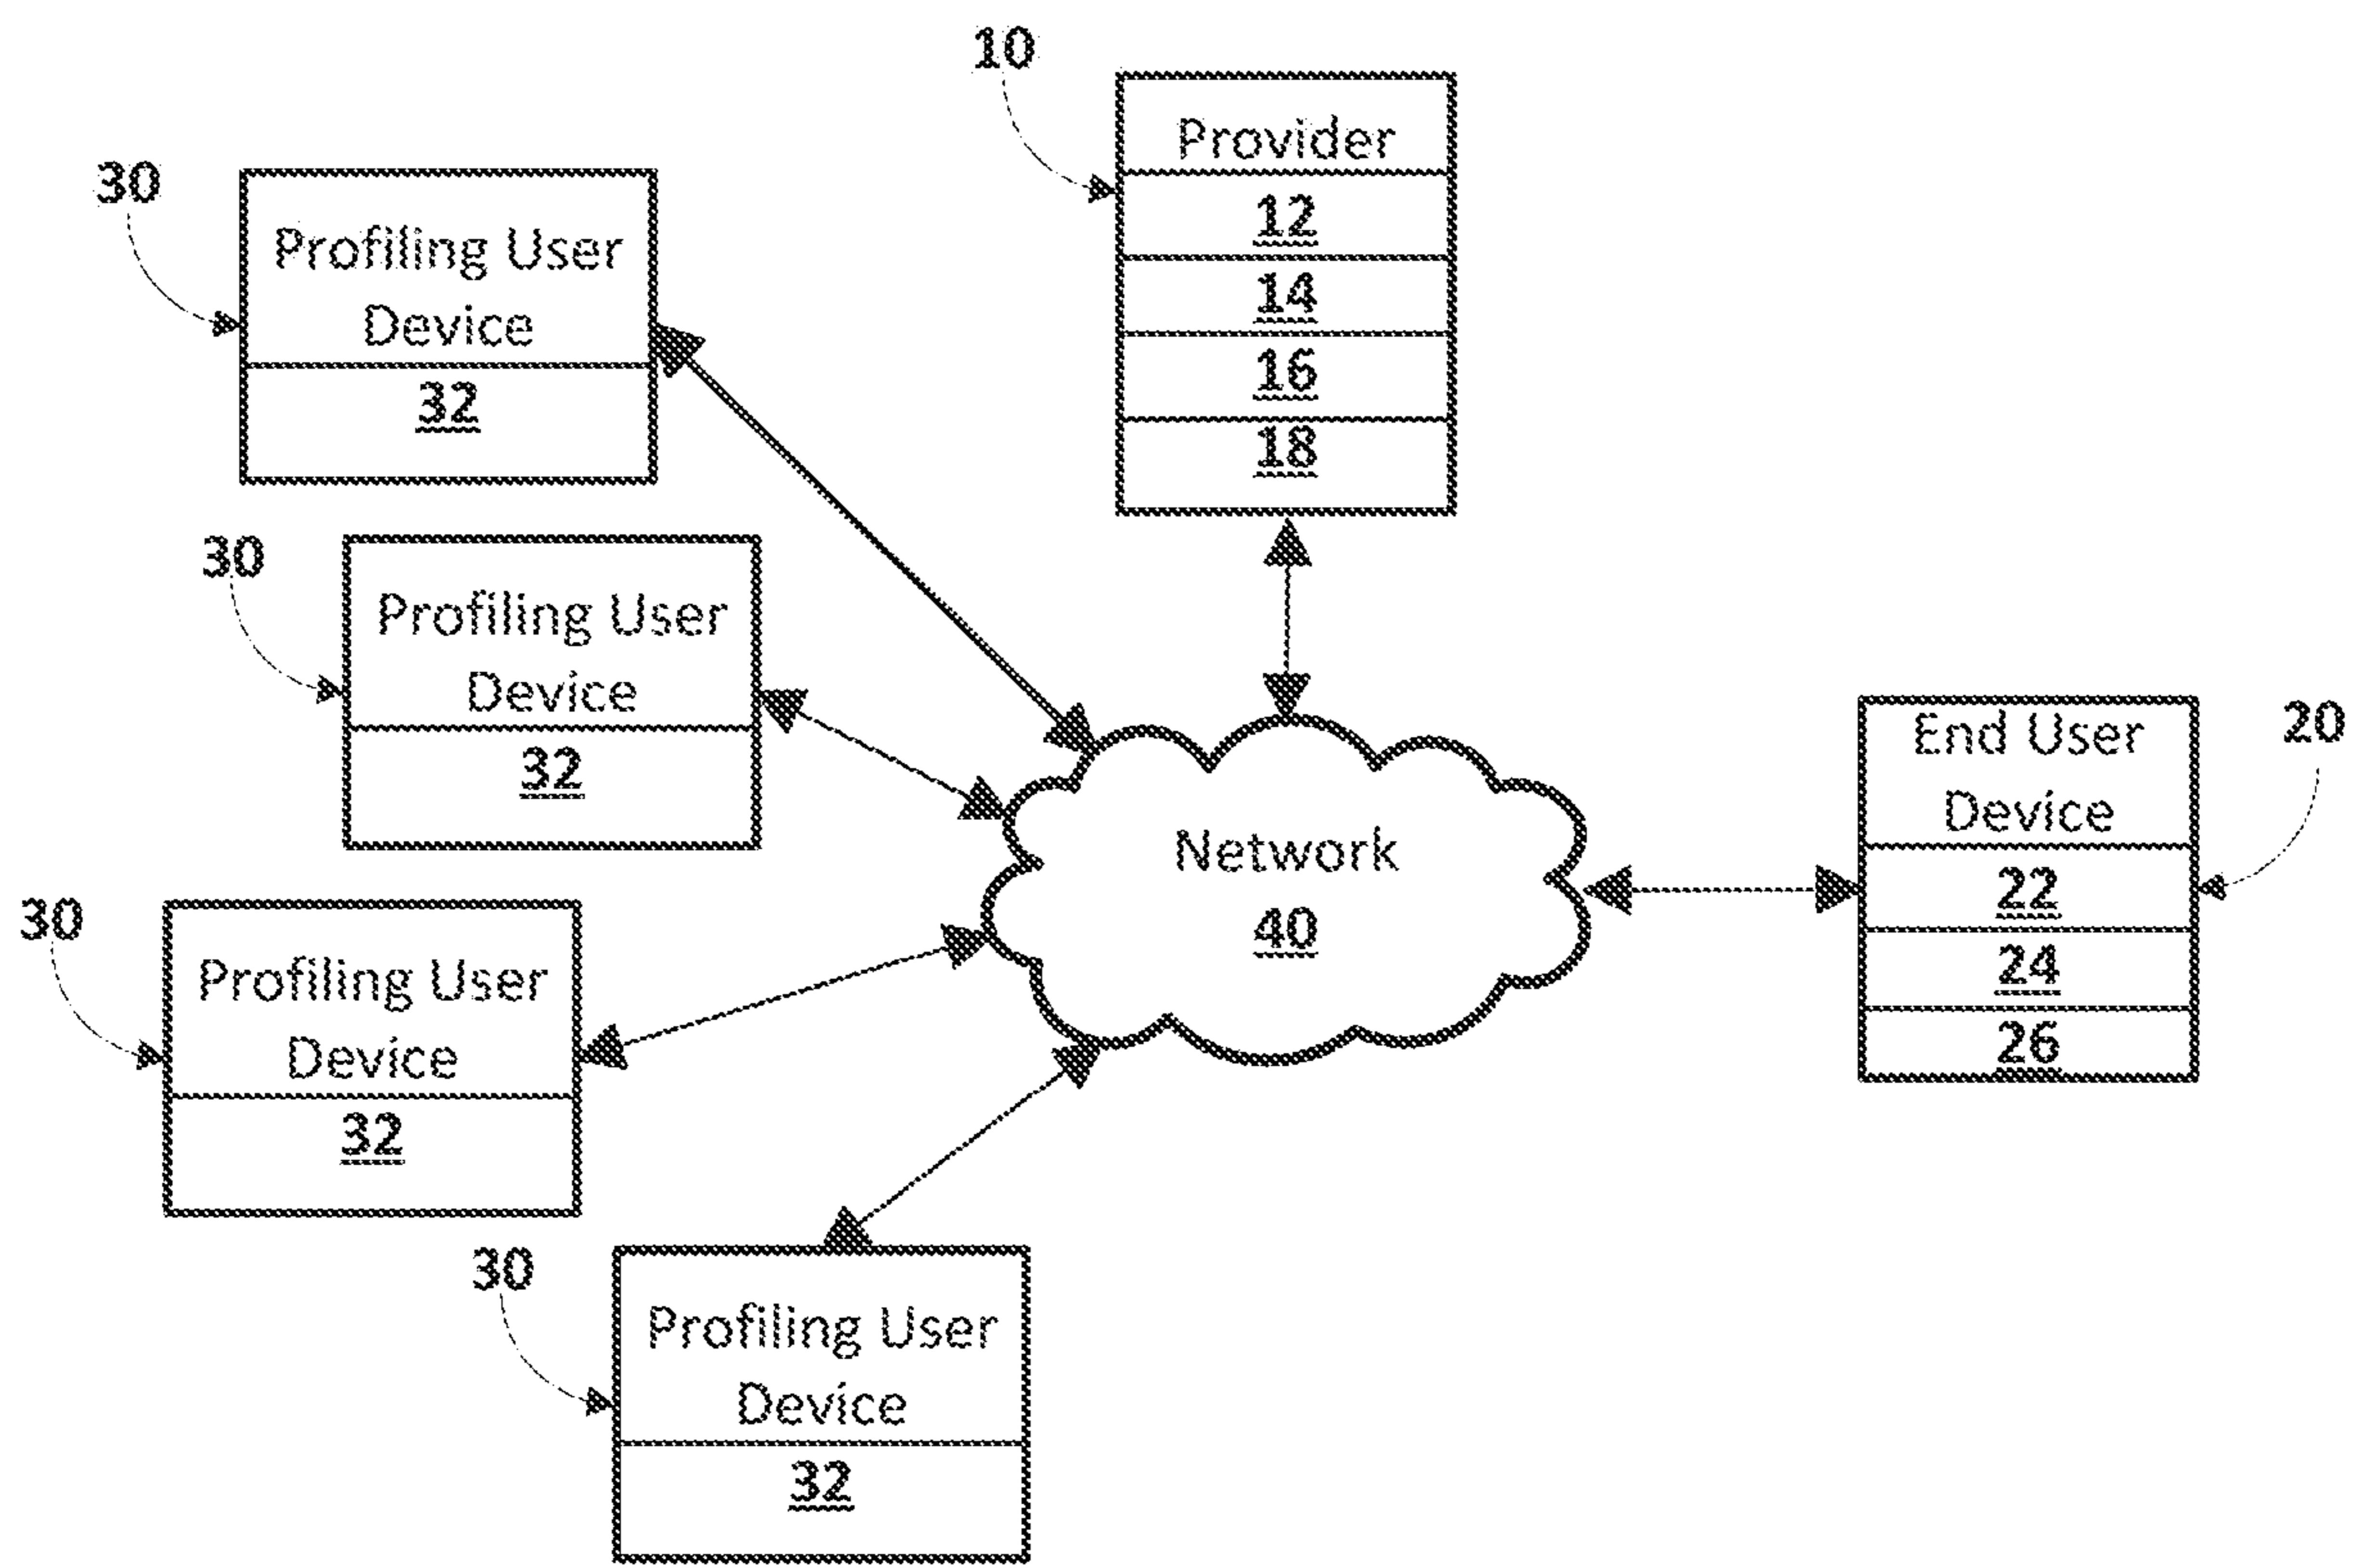 10
Provider
12
14
16
18
30
Profiling User
Device
32
30
Profiling User
Device
32
Network
40
20
End User
Device
22
24
26
30
Profiling User
Device
32
30
Profiling User
Device
32